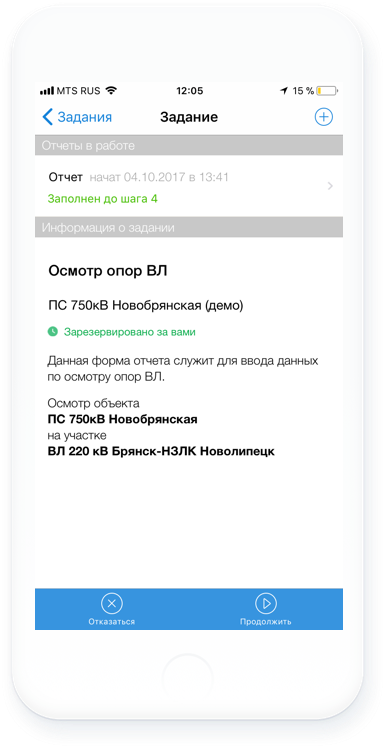 MTS RUS 12:05 15 %
Задания Задание
Отчеты в работе
Отчет начат 04.10.2017 в 13:41
Заполнен до шага 4
Информация о задании
Осмотр опор ВЛ
ПС 750кВ Новобрянская (демо)
Зарезервировано за вами
Данная форма отчета служит для ввода данных
по осмотру опор ВЛ.
Осмотр объекта
ПС 750кВ Новобрянская
на участке
ВЛ 220 кВ Брянск-НЗЛК Новолипецк
Отказаться Продолжить